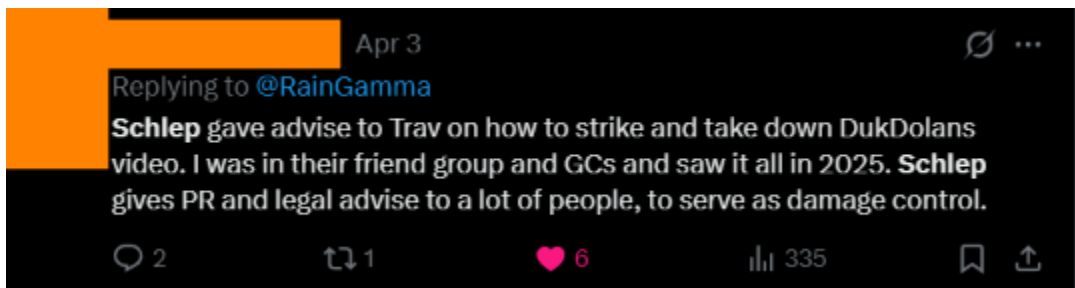 Apr 3
Replying to @RainGamma
Schlep gave advise to Trav on how to strike and take down DukDolans
video. I was in their friend group and GCs and saw it all in 2025. Schlep
gives PR and legal advise to a lot of people, to serve as damage control.
2 1 6 335